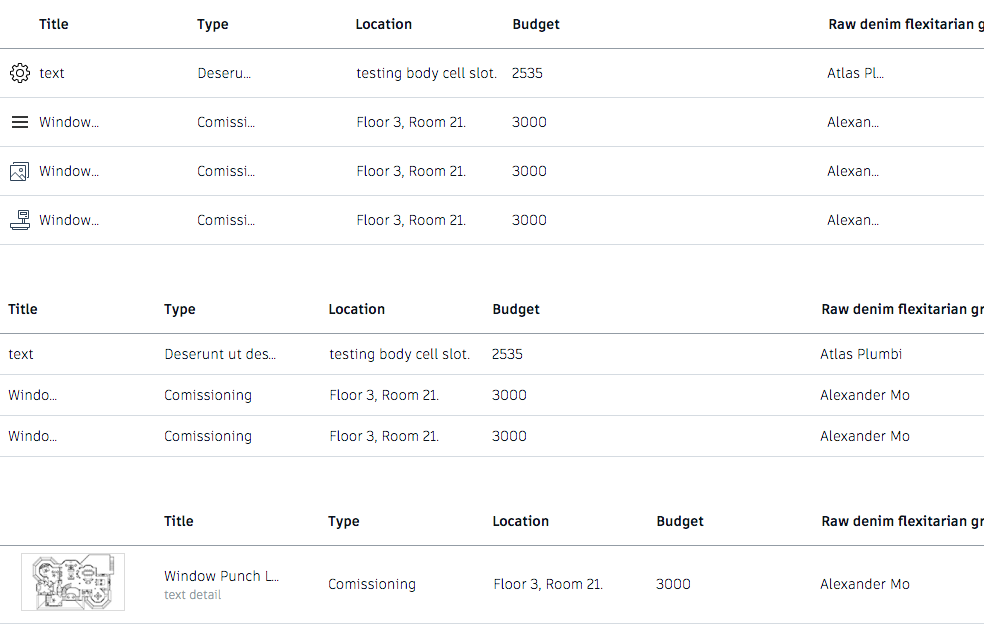 Title Type Location Budget Raw denim flexitarian g
text Deseru... testing body cell slot. 2535 Atlas Pl...
Window... Comissi... Floor 3, Room 21. 3000 Alexan...
Window... Comissi... Floor 3, Room 21. 3000 Alexan...
Window... Comissi... Floor 3, Room 21. 3000 Alexan...
Title Type Location Budget Raw denim flexitarian gr
text Deserunt ut des... testing body cell slot. 2535 Atlas Plumbi
Windo... Comissioning Floor 3, Room 21. 3000 Alexander Mo
Windo... Comissioning Floor 3, Room 21. 3000 Alexander Mo
Title Type Location Budget Raw denim flexitarian gr
Window Punch L... Comissioning Floor 3, Room 21. 3000 Alexander Mo
text detail